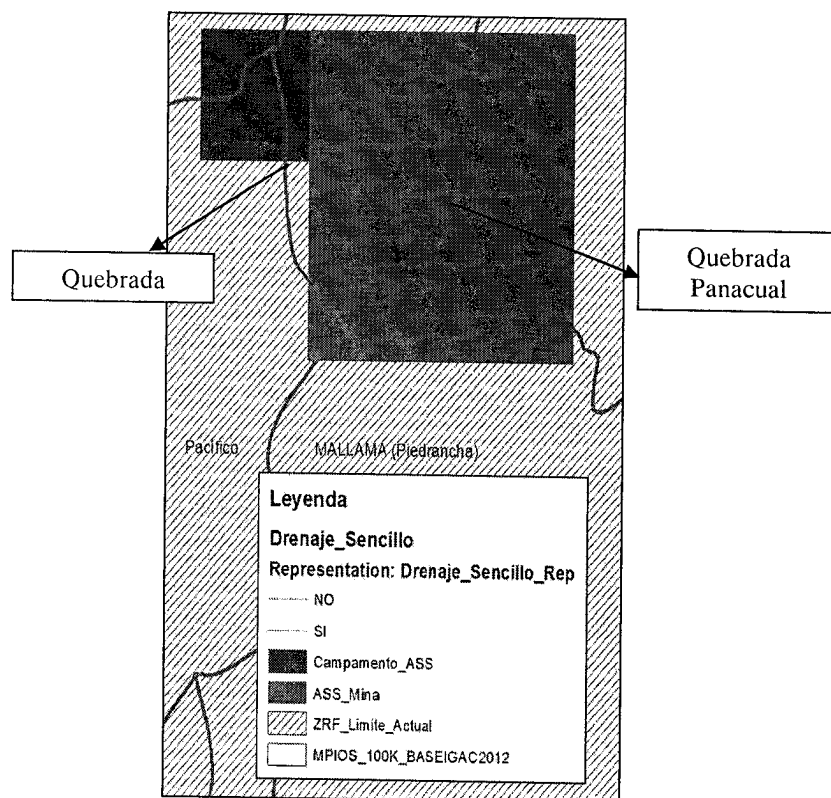 Quebrada
Quebrada
Panacual
Pacífico
MALLAMA (Piedrancha)
Leyenda
Drenaje_Sencillo
Representation: Drenaje_Sencillo_Rep
NO
SI
Campamento_ASS
ASS_Mina
ZRF_Limite_Actual
MPIOS_100K_BASEIGAC2012